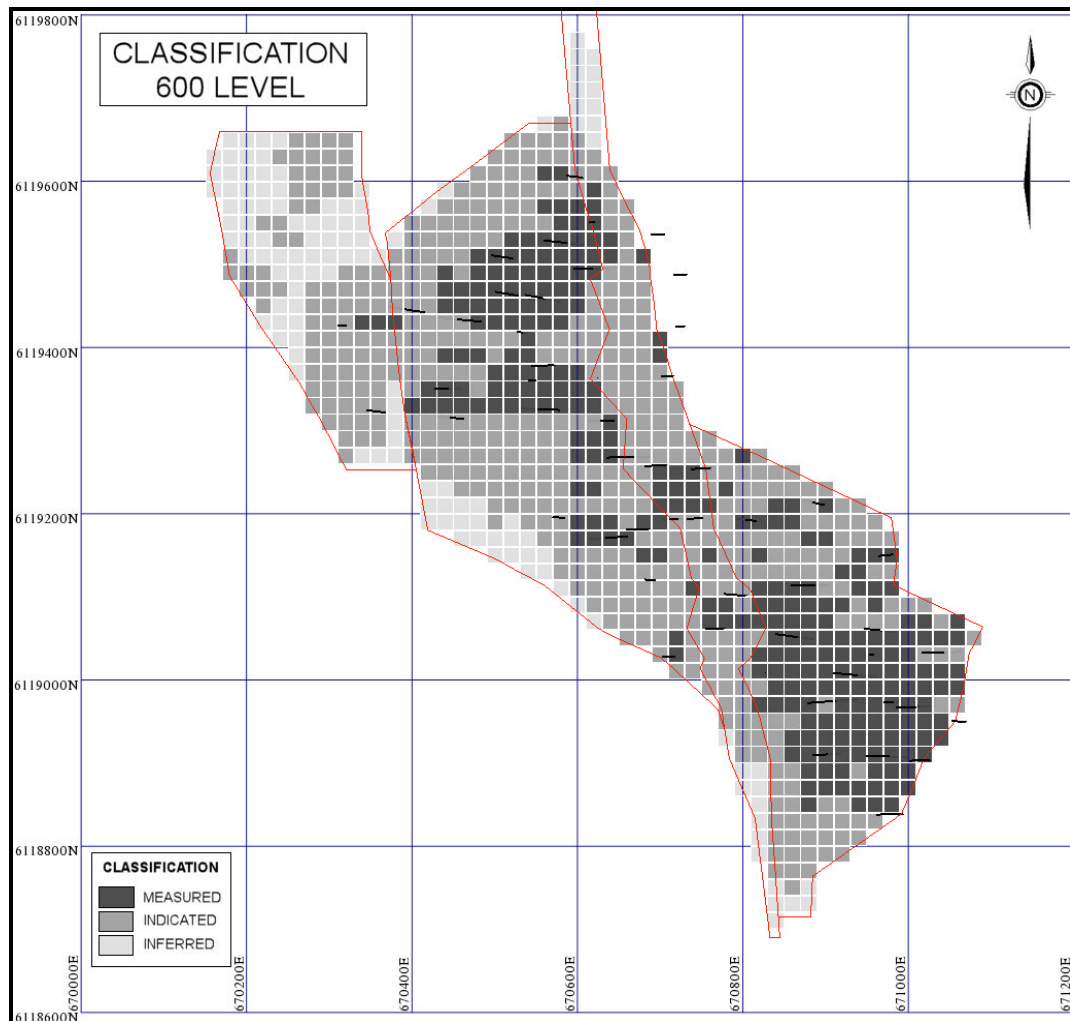 CLASSIFICATION
600 LEVEL
N
6119800N
6119600N
6119400N
6119200N
6119000N
6118800N
6118600N
CLASSIFICATION
MEASURED
INDICATED
INFERRED
670000E
670200E
670400E
670600E
670800E
671000E
671200E